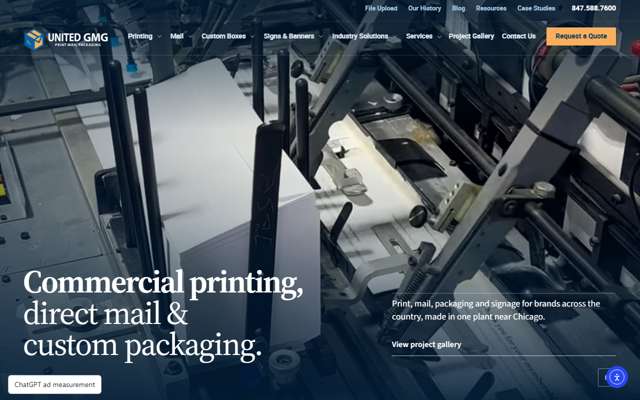 File Upload Our History Blog Resources Case Studies 847.588.7600
UNITED GMG
PRINT MAIL PACKAGING
Printing Mail Custom Boxes Signs & Banners Industry Solutions Services Project Gallery Contact Us Request a Quote
Commercial printing,
direct mail &
custom packaging.
Print, mail, packaging and signage for brands across the
country, made in one plant near Chicago.
View project gallery
ChatGPT ad measurement